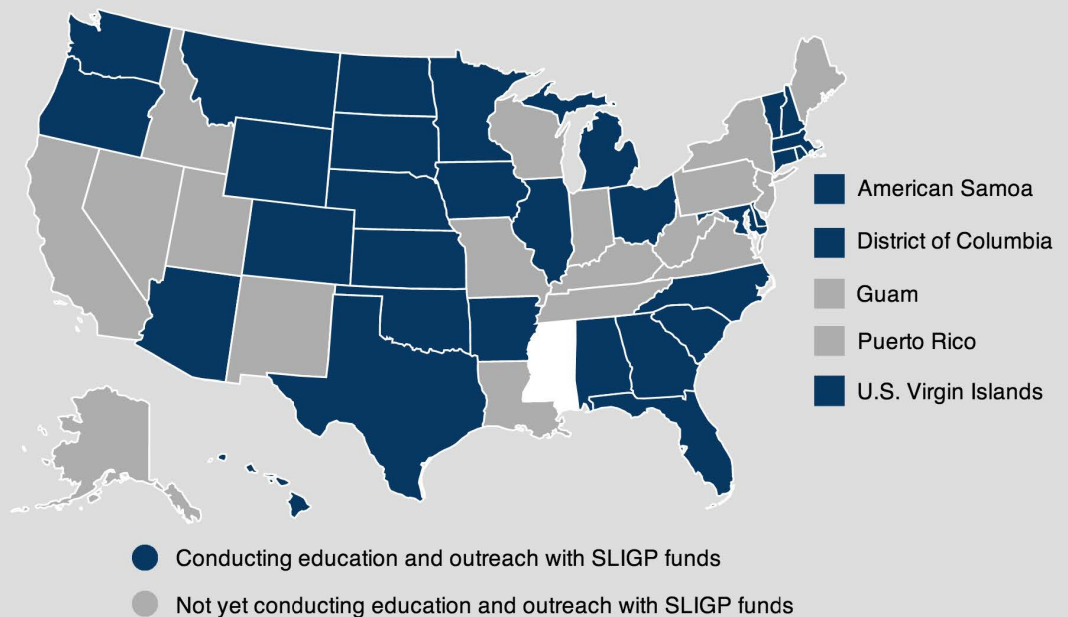 American Samoa
District of Columbia
Guam
Puerto Rico
U.S. Virgin Islands
Conducting education and outreach with SLIGP funds
Not yet conducting education and outreach with SLIGP funds